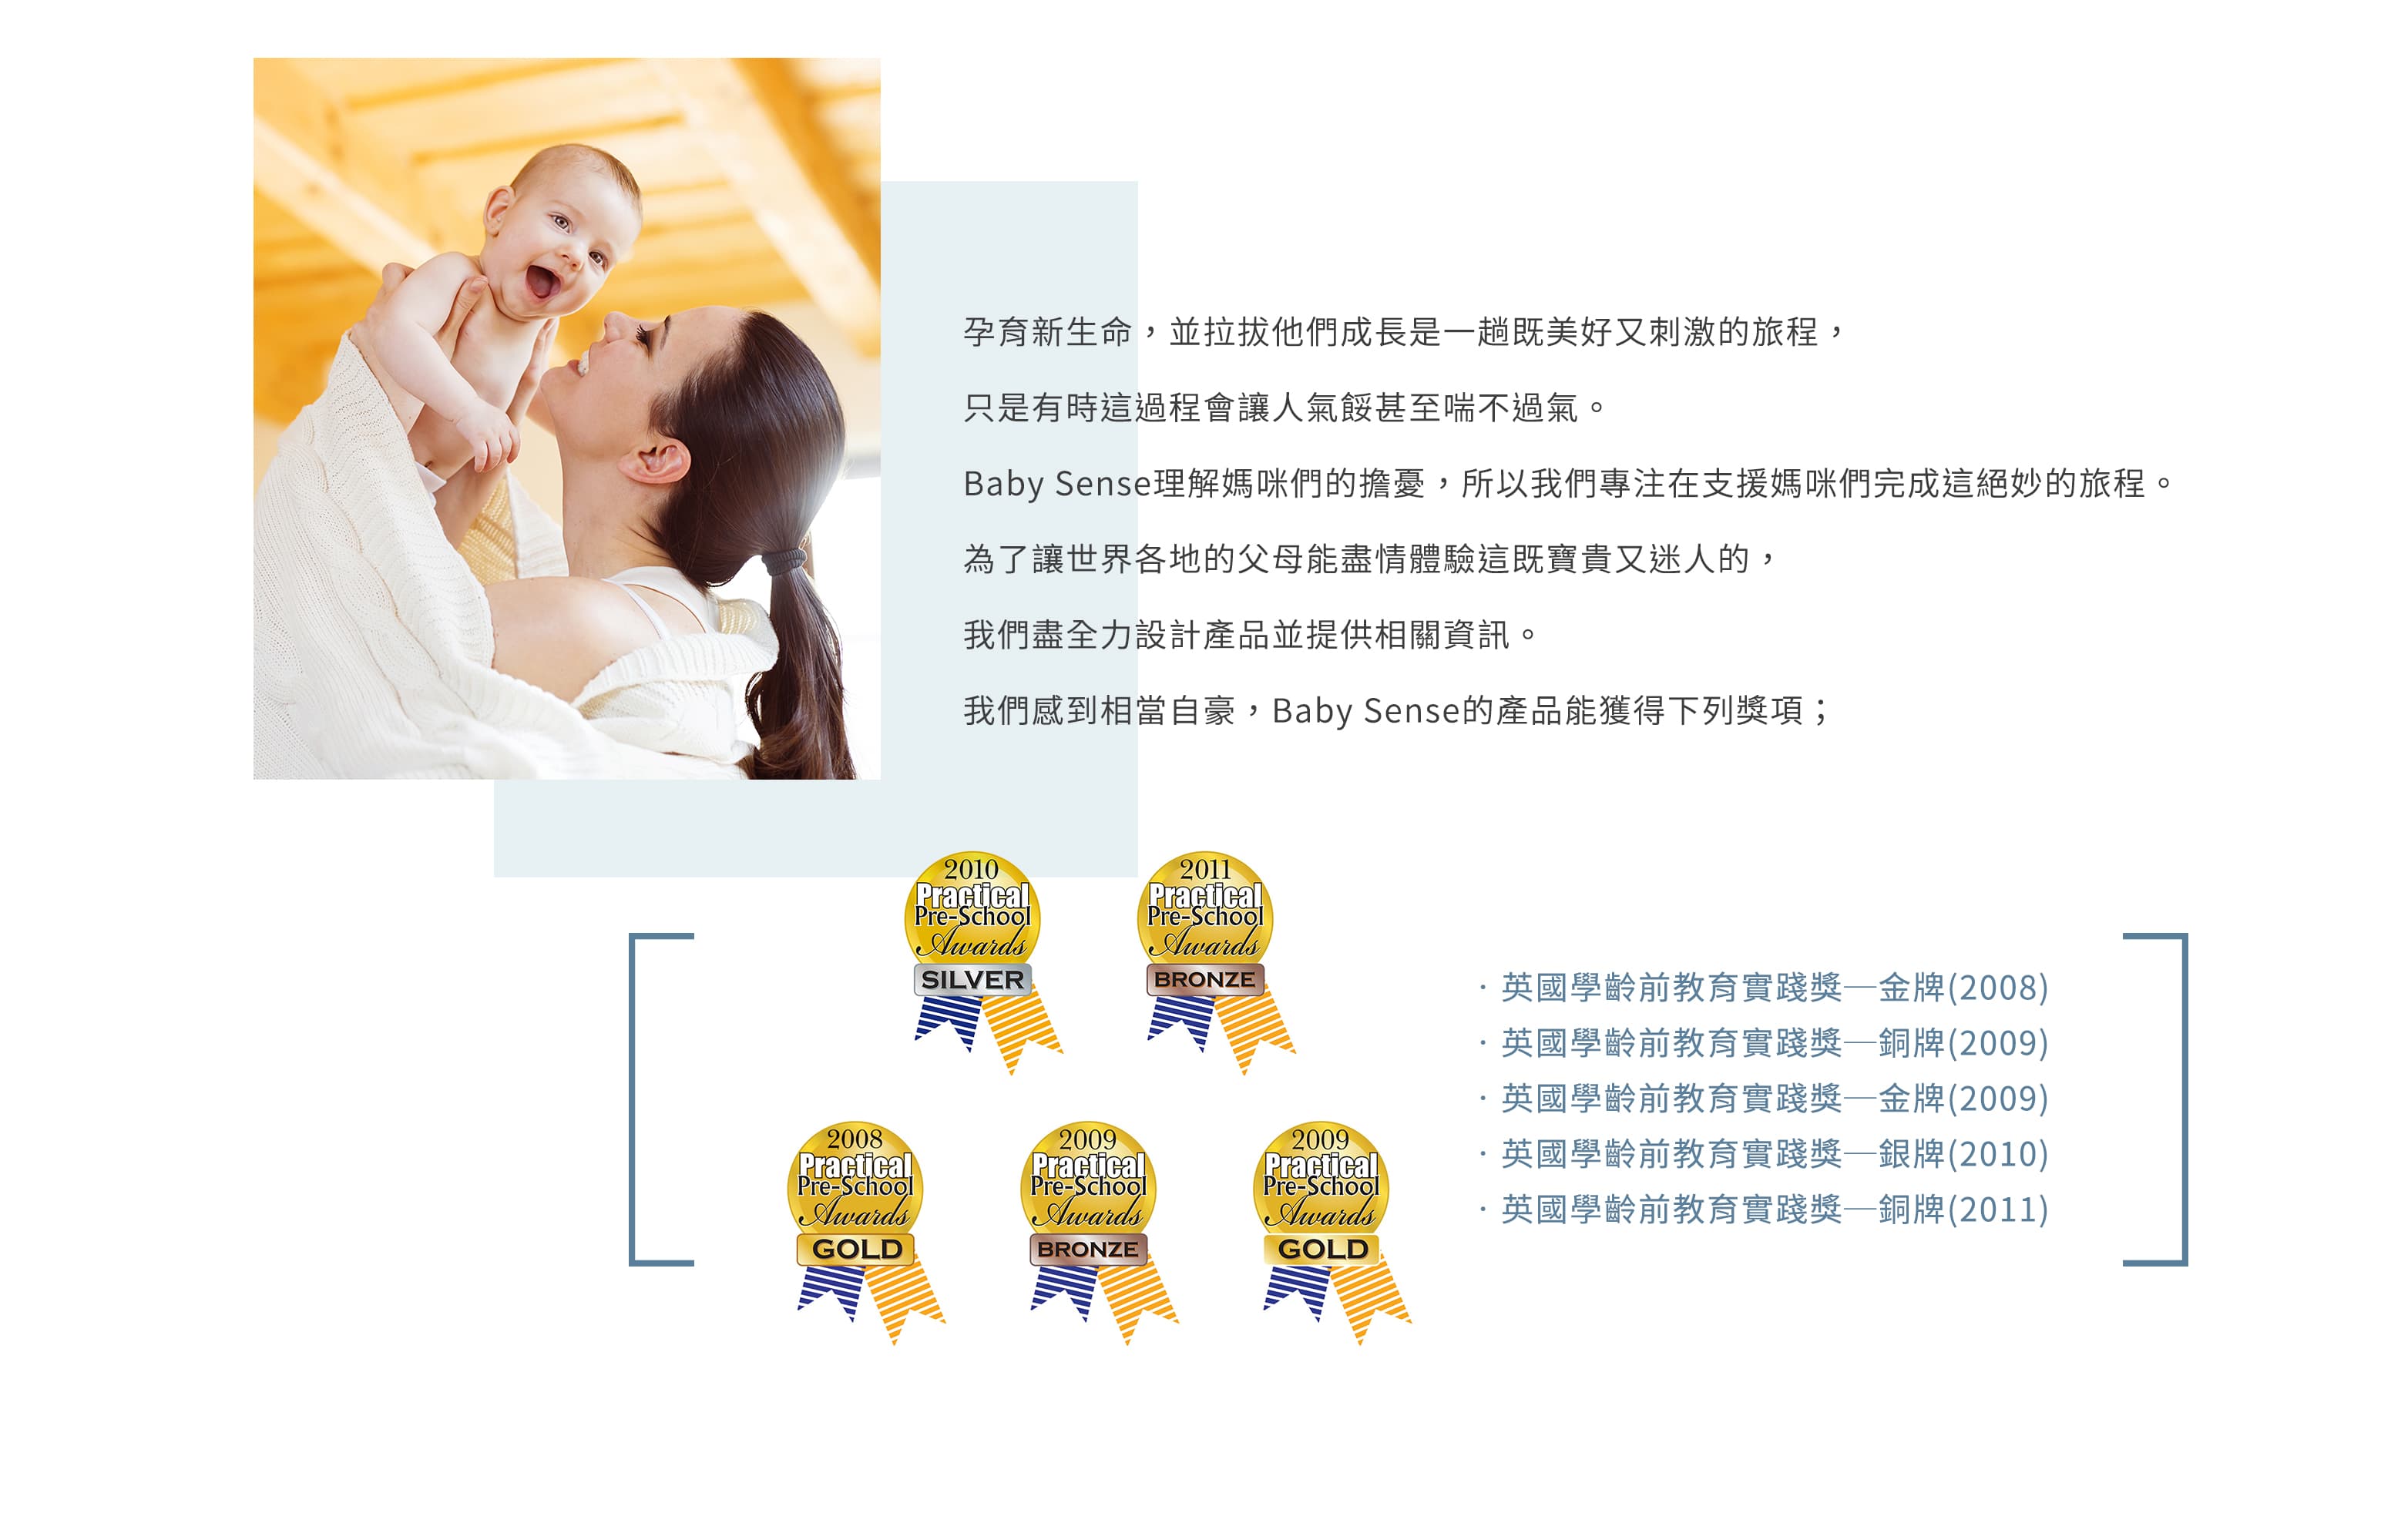 孕育新生命，並拉拔他們成長是一趟既美好又刺激的旅程，
只是有時這過程會讓人氣餒甚至喘不過氣。
Baby Sense理解媽咪們的擔憂，所以我們專注在支援媽咪們完成這絕妙的旅程。
為了讓世界各地的父母能盡情體驗這既寶貴又迷人的，
我們盡全力設計產品並提供相關資訊。
我們感到相當自豪，Baby Sense的產品能獲得下列獎項；
2010
Practical
Pre-School
Awards
SILVER
2011
Practical
Pre-School
Awards
BRONZE
2008
Practical
Pre-School
Awards
GOLD
2009
Practical
Pre-School
Awards
BRONZE
2009
Practical
Pre-School
Awards
GOLD
· 英國學齡前教育實踐獎—金牌(2008)
· 英國學齡前教育實踐獎—銅牌(2009)
· 英國學齡前教育實踐獎—金牌(2009)
· 英國學齡前教育實踐獎—銀牌(2010)
· 英國學齡前教育實踐獎—銅牌(2011)